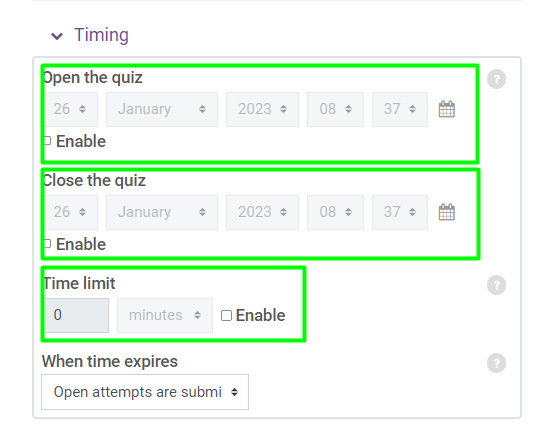 Timing
Open the quiz
?
26 January 2023 08 37
Enable
Close the quiz
26 January 2023 08 37
Enable
Time limit
?
0 minutes Enable
When time expires
?
Open attempts are submi